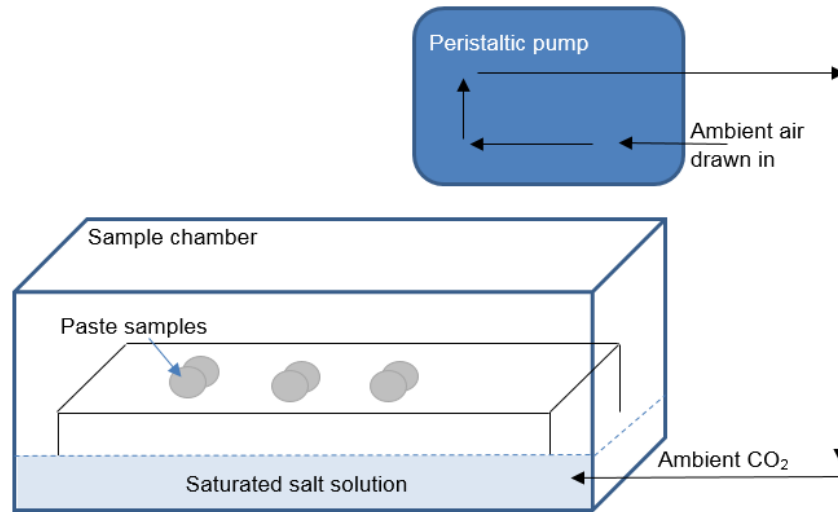 Peristaltic pump
Ambient air
drawn in
Sample chamber
Paste samples
Ambient CO₂
Saturated salt solution